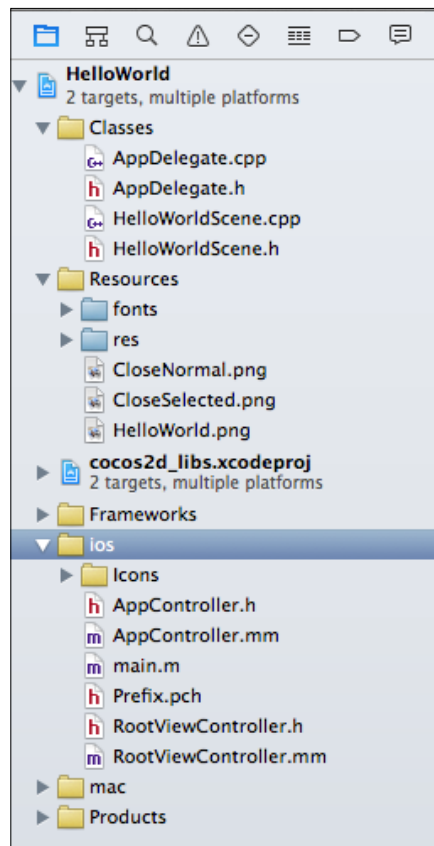 HelloWorld
2 targets, multiple platforms
Classes
AppDelegate.cpp
AppDelegate.h
HelloWorldScene.cpp
HelloWorldScene.h
Resources
fonts
res
CloseNormal.png
CloseSelected.png
HelloWorld.png
cocos2d_libs.xcodeproj
2 targets, multiple platforms
Frameworks
ios
Icons
AppController.h
AppController.mm
main.m
Prefix.pch
RootViewController.h
RootViewController.mm
mac
Products